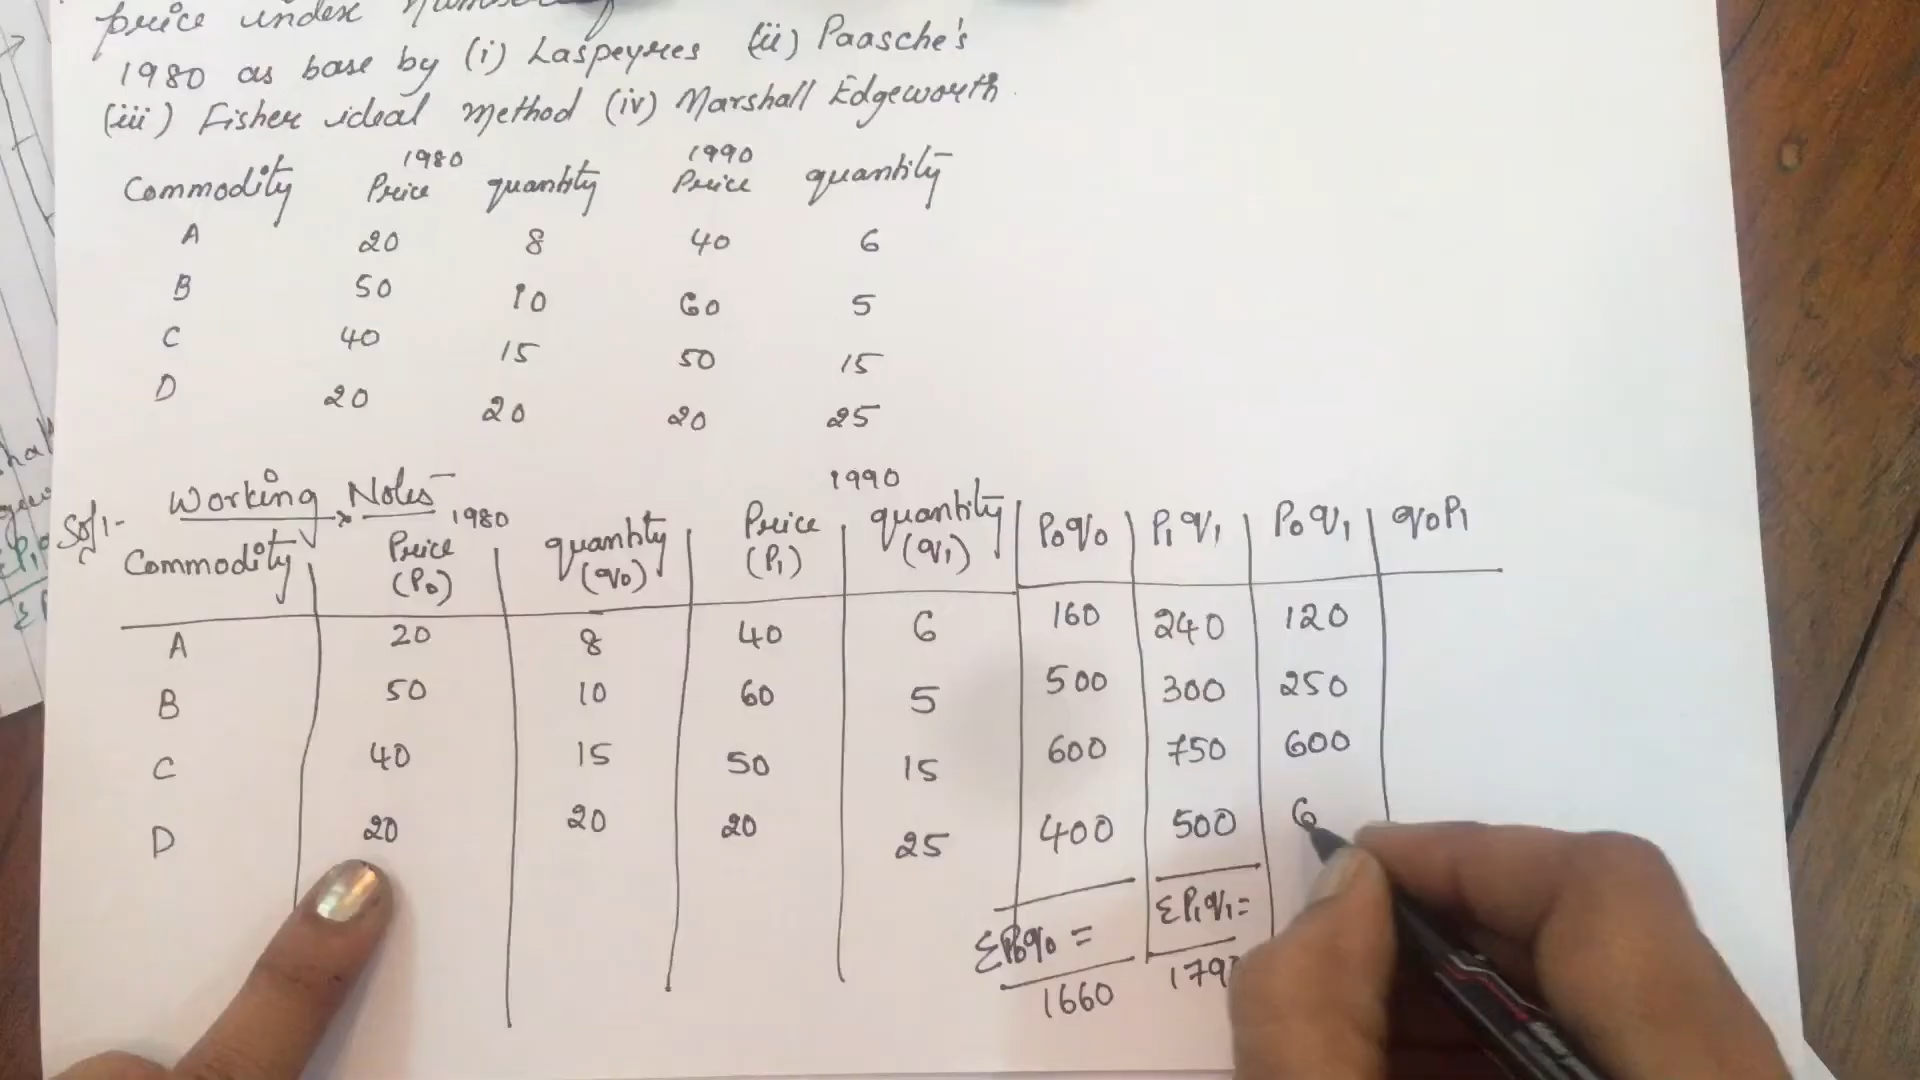 price index
1980 as base by (i) Laspeyres (ii) Paasche's
(iii) Fisher ideal method (iv) Marshall Edgeworth.
1980 1990
Commodity Price quantity Price quantity
A 20 8 40 6
B 50 10 60 5
C 40 15 50 15
D 20 20 20 25
Sol:- Working Notes 1980 1990
Commodity Price (P0) quantity (q0) Price (P1) quantity (q1) P0q0 P1q1 P0q1 q0P1
A 20 8 40 6 160 240 120
B 50 10 60 5 500 300 250
C 40 15 50 15 600 750 600
D 20 20 20 25 400 500 6
ΣP0q0 = ΣP1q1=
1660 179